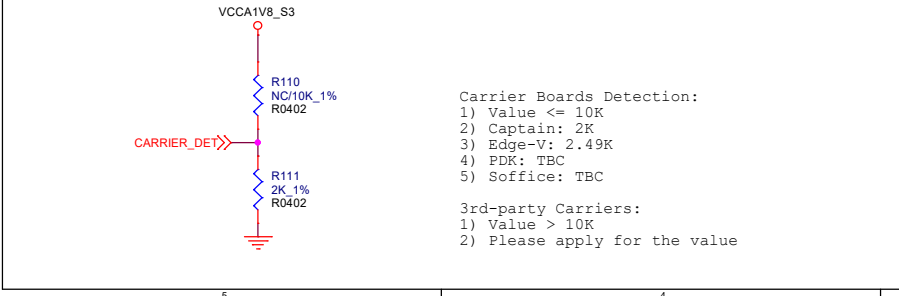 VCCA1V8_S3
R110
NC/10K_1%
R0402
CARRIER_DET
R111
2K_1%
R0402
Carrier Boards Detection:
1) Value <= 10K
2) Captain: 2K
3) Edge-V: 2.49K
4) PDK: TBC
5) Soffice: TBC
3rd-party Carriers:
1) Value > 10K
2) Please apply for the value